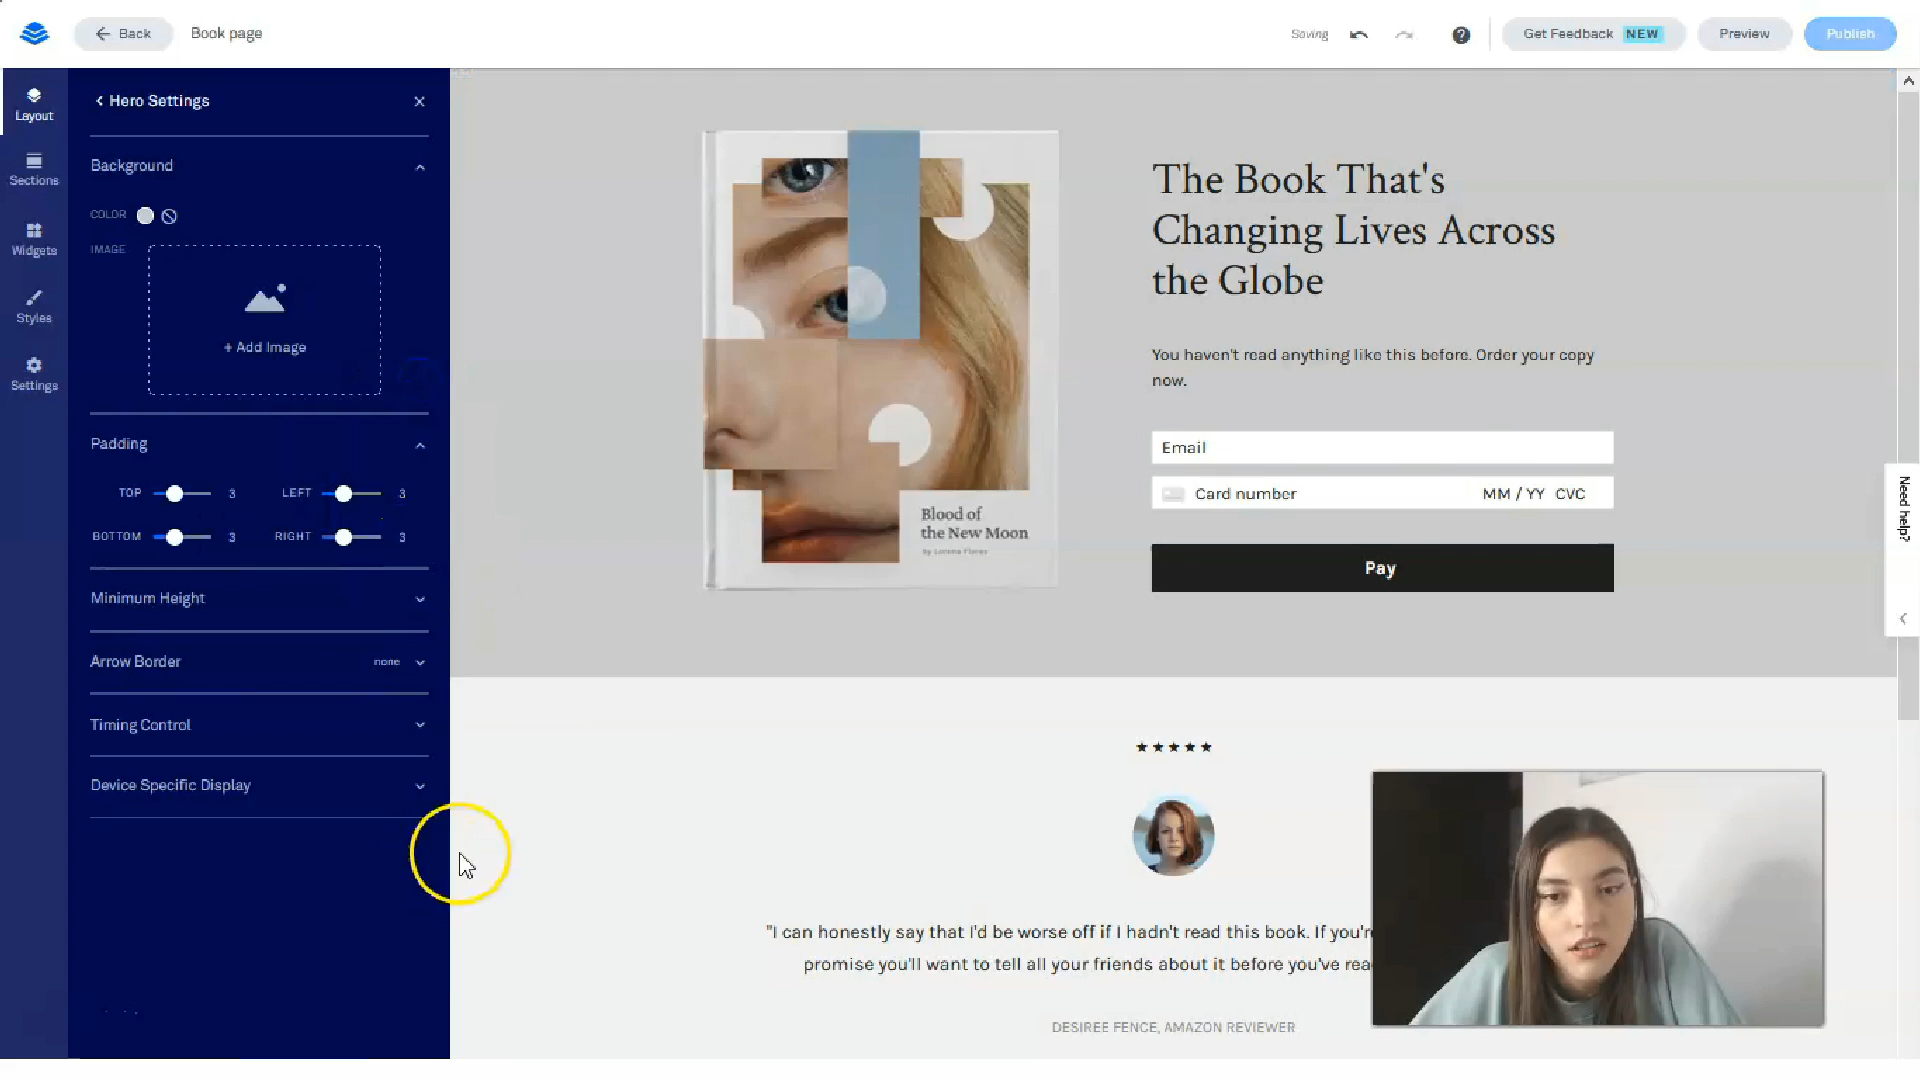 Back
Book page
Saving
Get Feedback NEW
Preview
Publish
Layout
Sections
Widgets
Styles
Settings
Hero Settings
Background
COLOR
IMAGE
+ Add Image
Padding
TOP 3 LEFT 3
BOTTOM 3 RIGHT 3
Minimum Height
Arrow Border none
Timing Control
Device Specific Display
Blood of
the New Moon
by Lorena Flores
The Book That's
Changing Lives Across
the Globe
You haven't read anything like this before. Order your copy
now.
Email
Card number MM / YY CVC
Pay
Need help?
"I can honestly say that I'd be worse off if I hadn't read this book. If you're
promise you'll want to tell all your friends about it before you've rea
DESIREE FENCE, AMAZON REVIEWER